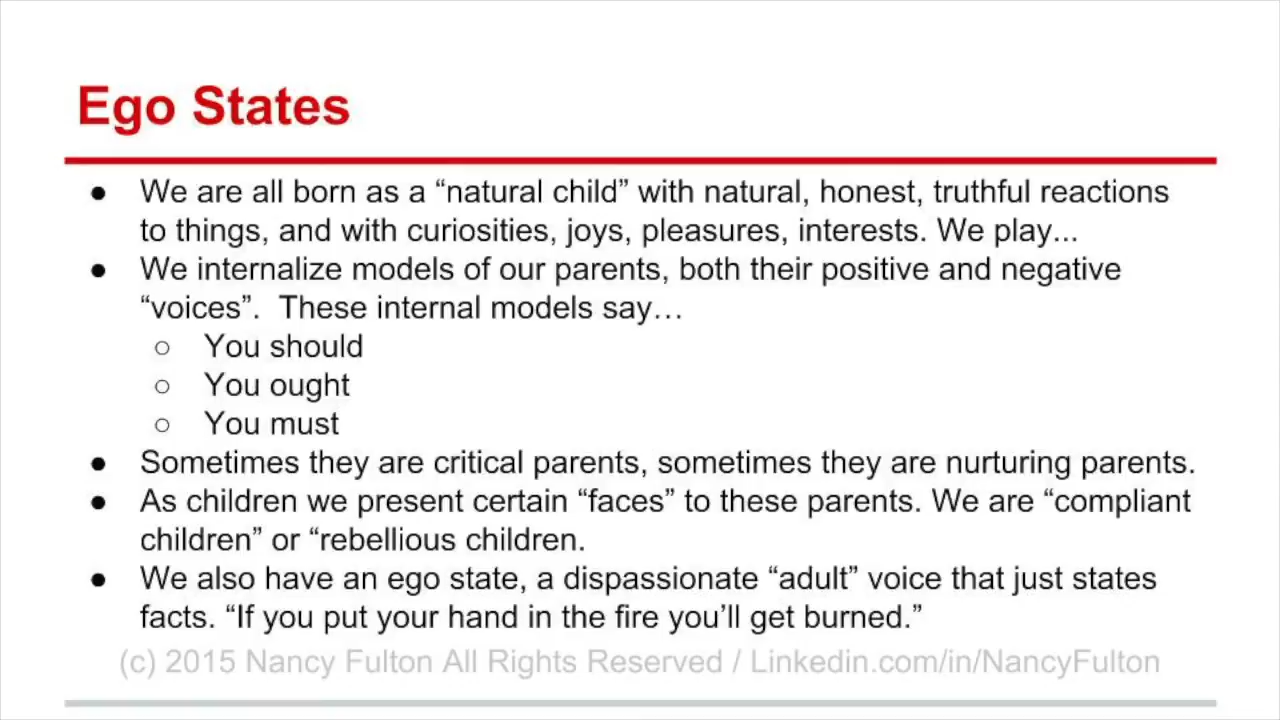 Ego States
● We are all born as a “natural child” with natural, honest, truthful reactions
to things, and with curiosities, joys, pleasures, interests. We play...
● We internalize models of our parents, both their positive and negative
“voices”.  These internal models say…
○ You should
○ You ought
○ You must
● Sometimes they are critical parents, sometimes they are nurturing parents.
● As children we present certain “faces” to these parents. We are “compliant
children” or “rebellious children.
● We also have an ego state, a dispassionate “adult” voice that just states
facts. “If you put your hand in the fire you’ll get burned.”
(c) 2015 Nancy Fulton All Rights Reserved / Linkedin.com/in/NancyFulton